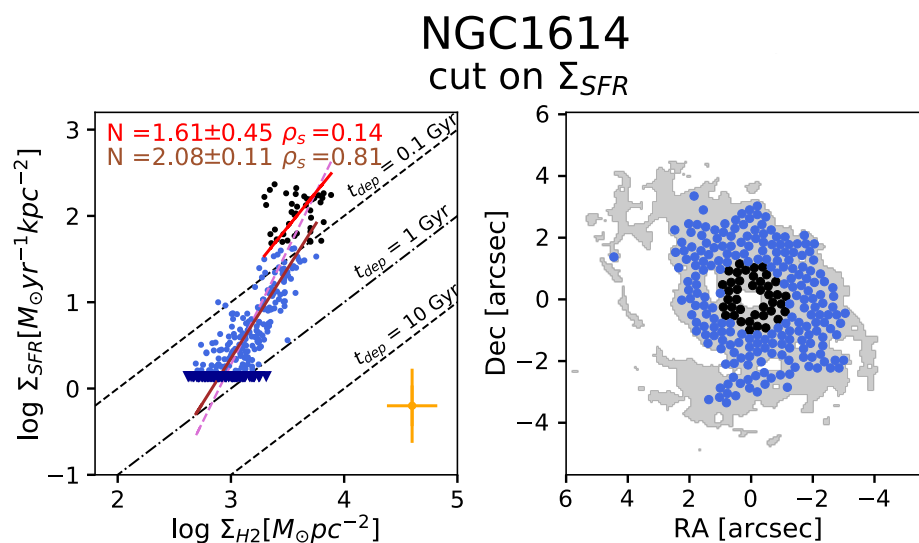 NGC1614
cut on Σ_SFR
N =1.61±0.45 ρ_s =0.14
N =2.08±0.11 ρ_s =0.81
t_dep = 0.1 Gyr
t_dep = 1 Gyr
t_dep = 10 Gyr
log Σ_SFR[M_⊙yr⁻¹kpc⁻²]
3
2
1
0
−1
2 3 4 5
log Σ_H2[M_⊙pc⁻²]
Dec [arcsec]
6
4
2
0
−2
−4
6 4 2 0 −2 −4
RA [arcsec]